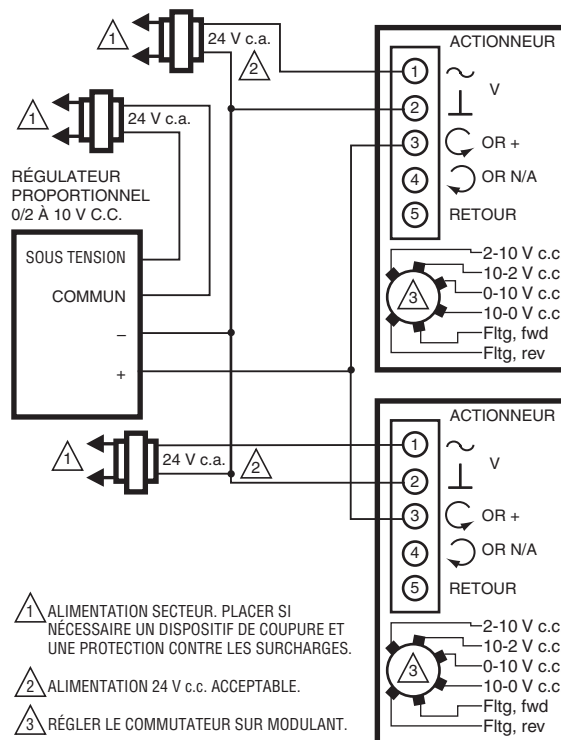 1
24 V c.a.
2
1
24 V c.a.
RÉGULATEUR
PROPORTIONNEL
0/2 À 10 V C.C.
SOUS TENSION
COMMUN
–
+
ACTIONNEUR
1
V
2
3 OR +
4 OR N/A
5 RETOUR
2-10 V c.c
10-2 V c.c
0-10 V c.c
10-0 V c.c
Fltg, fwd
Fltg, rev
3
1
24 V c.a.
2
ACTIONNEUR
1
V
2
3 OR +
4 OR N/A
5 RETOUR
2-10 V c.c
10-2 V c.c
0-10 V c.c
10-0 V c.c
Fltg, fwd
Fltg, rev
3
1 ALIMENTATION SECTEUR. PLACER SI
NÉCESSAIRE UN DISPOSITIF DE COUPURE ET
UNE PROTECTION CONTRE LES SURCHARGES.
2 ALIMENTATION 24 V c.c. ACCEPTABLE.
3 RÉGLER LE COMMUTATEUR SUR MODULANT.